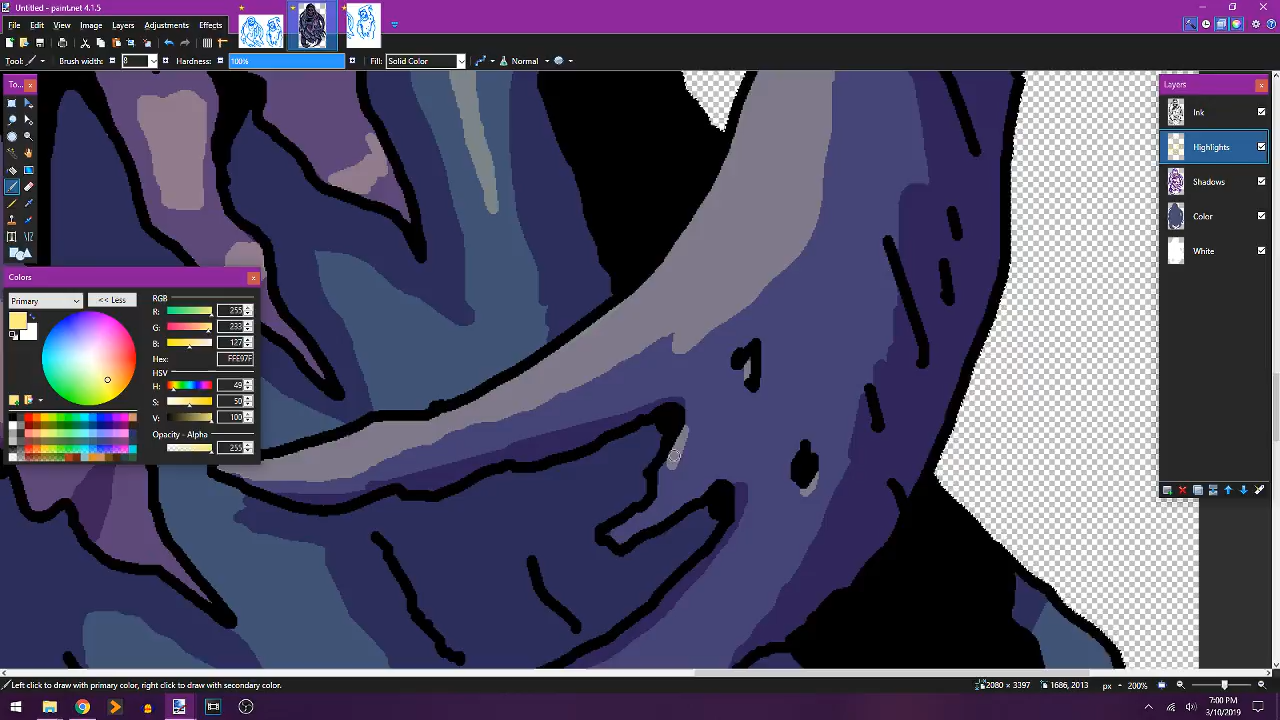 Untitled - paint.net 4.1.5
File Edit View Image Layers Adjustments Effects
Tool: Brush width: 8 Hardness: 100% Fill: Solid Color Normal
To... x
Layers x
Ink
Highlights
Shadows
Color
White
Colors x
Primary << Less
RGB
R: 255
G: 233
B: 127
Hex: FFE97F
HSV
H: 49
S: 50
V: 100
Opacity - Alpha
255
Left click to draw with primary color, right click to draw with secondary color. 2080 × 3397 1686, 2013 px 200%
7:00 PM
3/10/2019